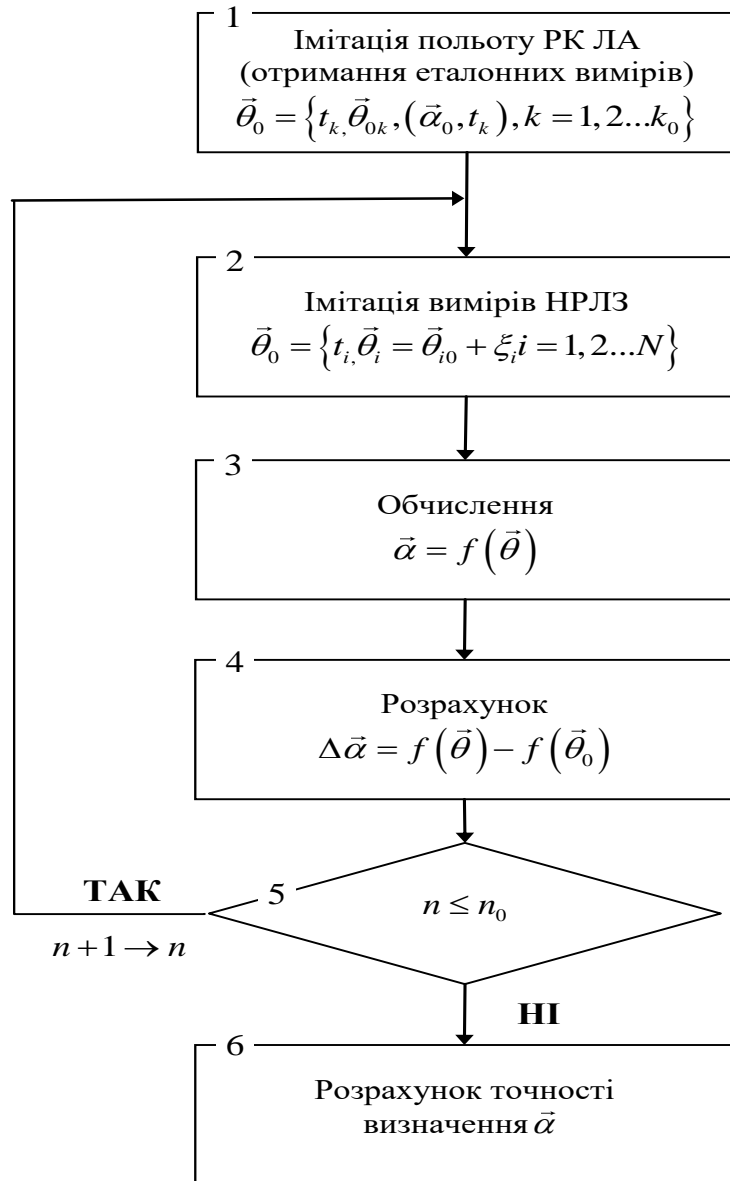 1
Імітація польоту РК ЛА
(отримання еталонних вимірів)
θ⃗₀ = {t_k, θ⃗₀ₖ, (α⃗₀, t_k), k = 1, 2...k₀}
2
Імітація вимірів НРЛЗ
θ⃗₀ = {t_i, θ⃗_i = θ⃗_i₀ + ξ_i i = 1, 2...N}
3
Обчислення
α⃗ = f(θ⃗)
4
Розрахунок
Δα⃗ = f(θ⃗) − f(θ⃗₀)
5
n ≤ n₀
ТАК
n + 1 → n
НІ
6
Розрахунок точності
визначення α⃗